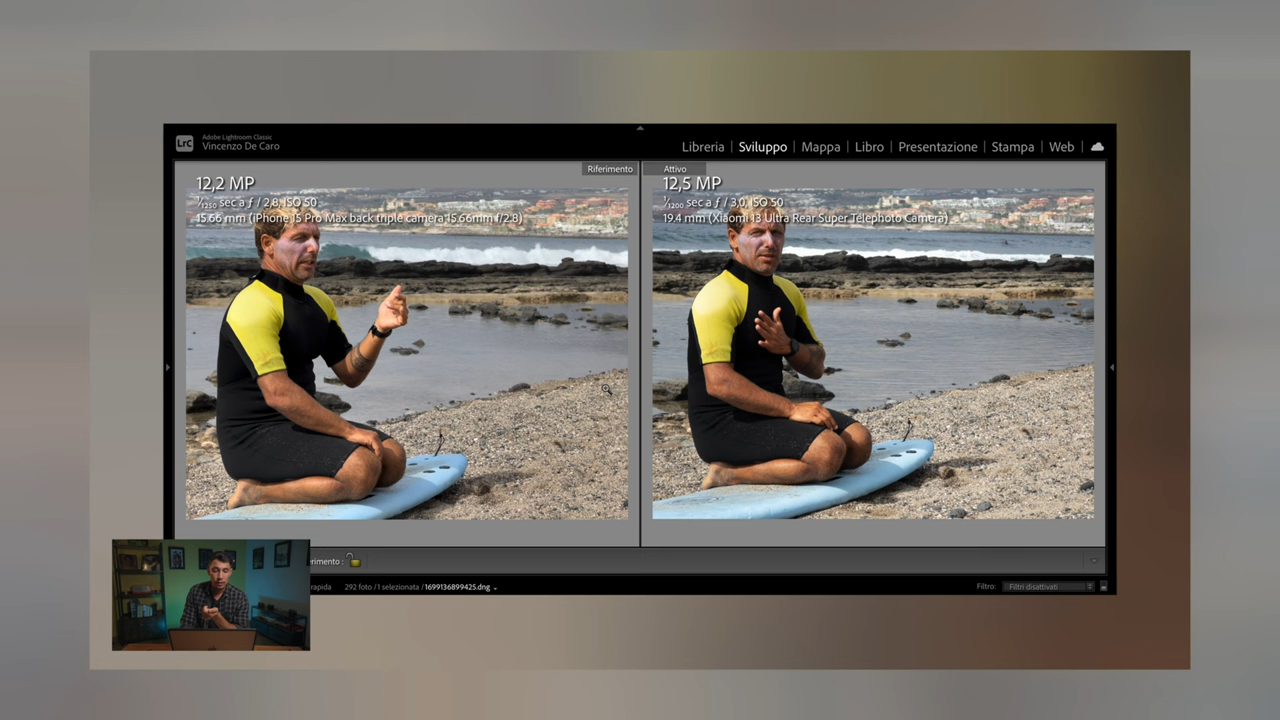 LrC
Adobe Lightroom Classic
Vincenzo De Caro
Libreria | Sviluppo | Mappa | Libro | Presentazione | Stampa | Web
Riferimento
Attivo
12,2 MP
1/1250 sec a ƒ / 2,8, ISO 50
15.66 mm (iPhone 15 Pro Max back triple camera 15.66mm f/2.8)
12,5 MP
1/1200 sec a ƒ / 3,0, ISO 50
19.4 mm (Xiaomi 13 Ultra Rear Super Telephoto Camera)
erimento :
rapida 292 foto /1 selezionata /1699136899425.dng
Filtro: Filtri disattivati